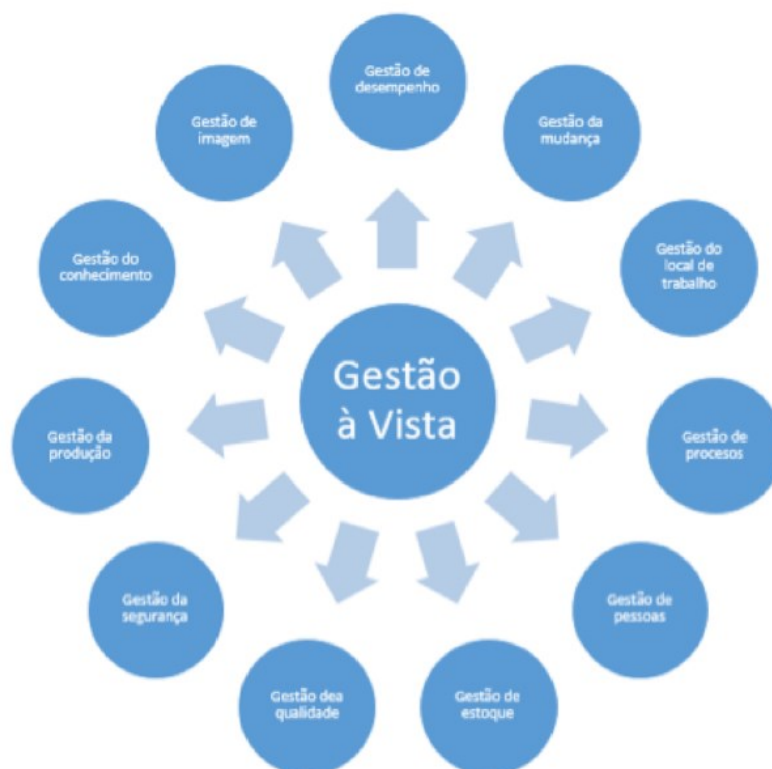 Gestão de
desempenho
Gestão da
mudança
Gestão do
local de
trabalho
Gestão de
procesos
Gestão de
pessoas
Gestão de
estoque
Gestão dea
qualidade
Gestão da
segurança
Gestão da
produção
Gestão do
conhecimento
Gestão de
imagem
Gestão
à Vista